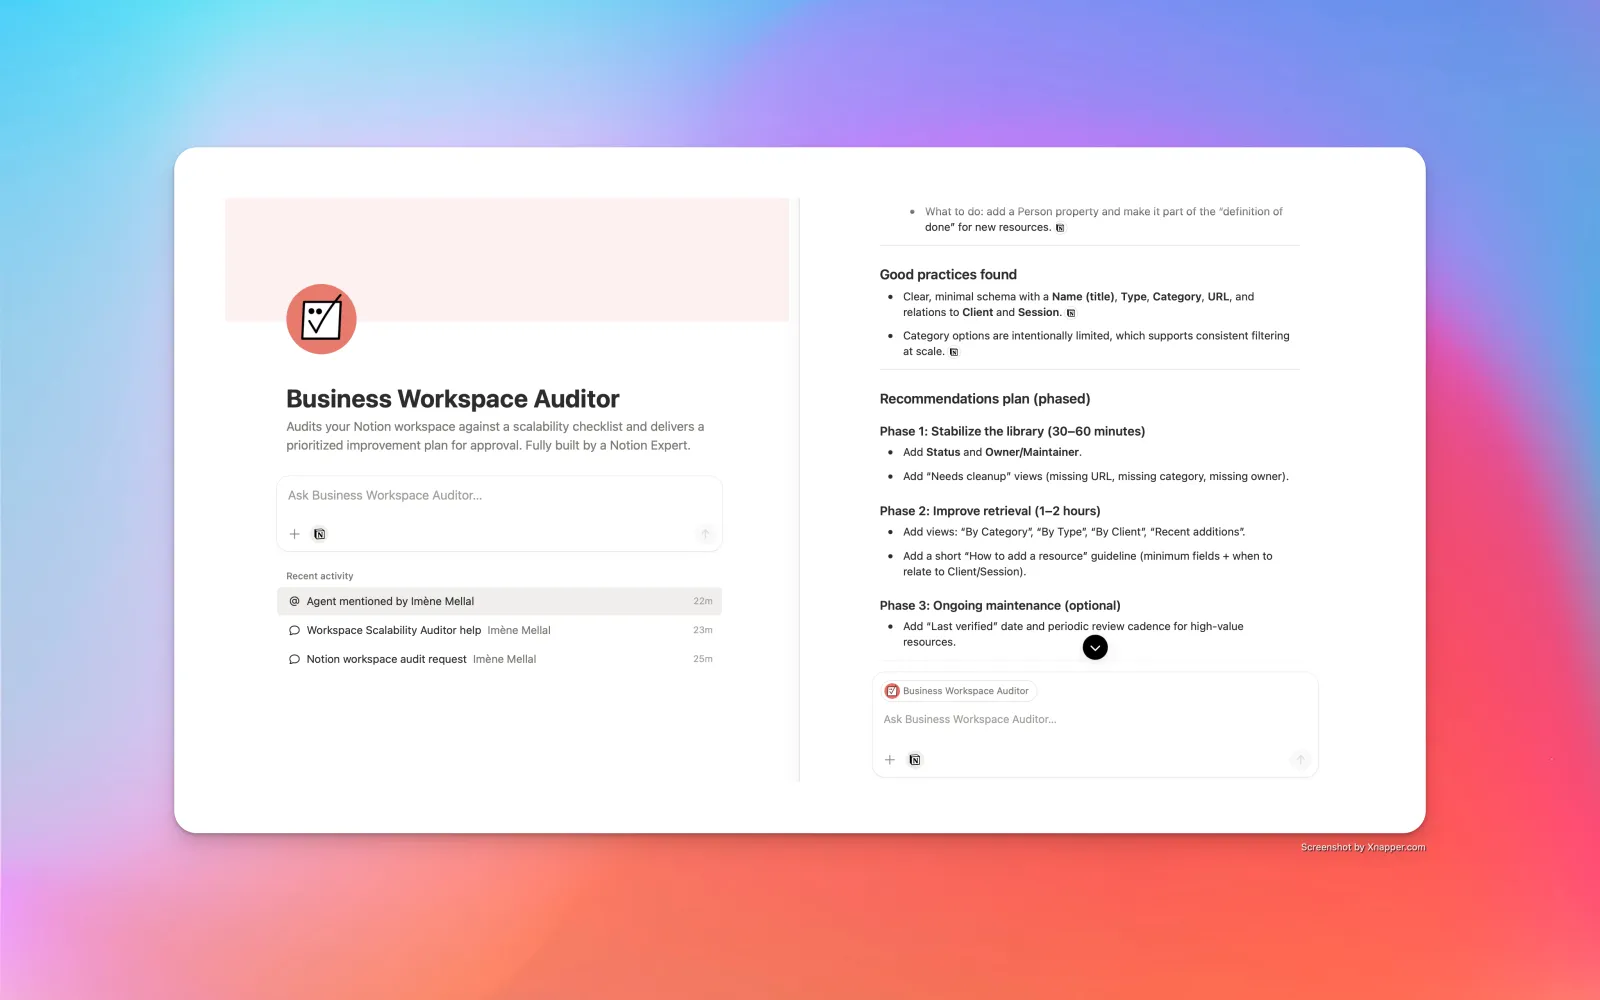 Business Workspace Auditor
Audits your Notion workspace against a scalability checklist and delivers a
prioritized improvement plan for approval. Fully built by a Notion Expert.
Ask Business Workspace Auditor...
Recent activity
Agent mentioned by Imène Mellal 22m
Workspace Scalability Auditor help Imène Mellal 23m
Notion workspace audit request Imène Mellal 25m
What to do: add a Person property and make it part of the “definition of
done” for new resources.
Good practices found
Clear, minimal schema with a Name (title), Type, Category, URL, and
relations to Client and Session.
Category options are intentionally limited, which supports consistent filtering
at scale.
Recommendations plan (phased)
Phase 1: Stabilize the library (30–60 minutes)
Add Status and Owner/Maintainer.
Add “Needs cleanup” views (missing URL, missing category, missing owner).
Phase 2: Improve retrieval (1–2 hours)
Add views: “By Category”, “By Type”, “By Client”, “Recent additions”.
Add a short “How to add a resource” guideline (minimum fields + when to
relate to Client/Session).
Phase 3: Ongoing maintenance (optional)
Add “Last verified” date and periodic review cadence for high-value
resources.
Business Workspace Auditor
Ask Business Workspace Auditor...
Screenshot by Xnapper.com